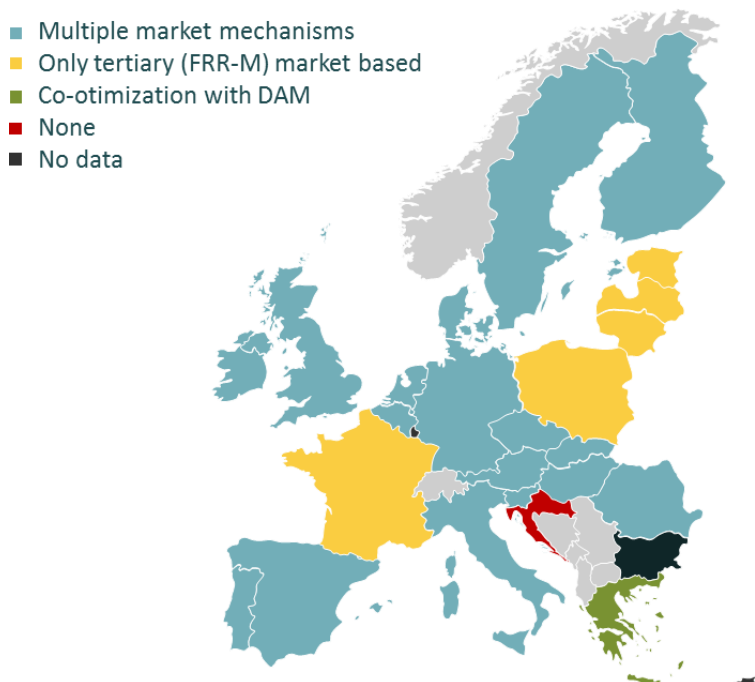 Multiple market mechanisms
Only tertiary (FRR-M) market based
Co-otimization with DAM
None
No data